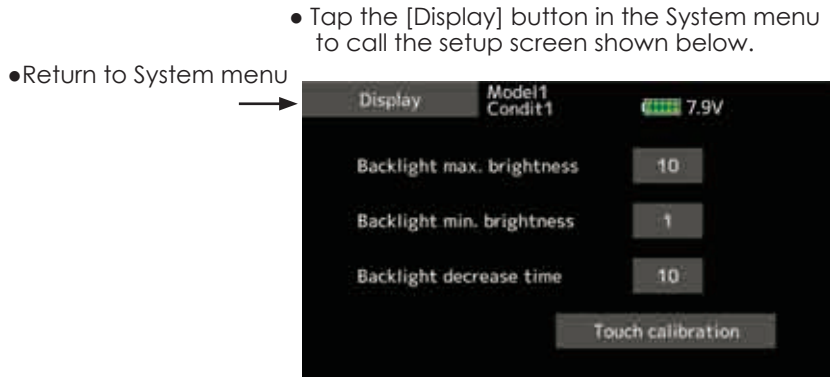 ● Tap the [Display] button in the System menu
to call the setup screen shown below.
●Return to System menu
Display
Model1
Condit1
7.9V
Backlight max. brightness 10
Backlight min. brightness 1
Backlight decrease time 10
Touch calibration